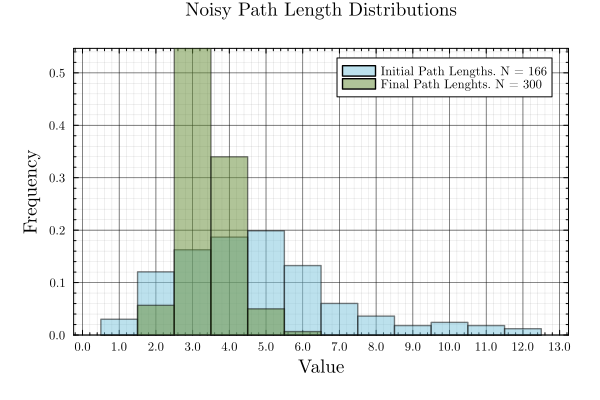 Noisy Path Length Distributions
Initial Path Lengths. N = 166
Final Path Lenghts. N = 300
Frequency
0.5
0.4
0.3
0.2
0.1
0.0
0.0 1.0 2.0 3.0 4.0 5.0 6.0 7.0 8.0 9.0 10.0 11.0 12.0 13.0
Value